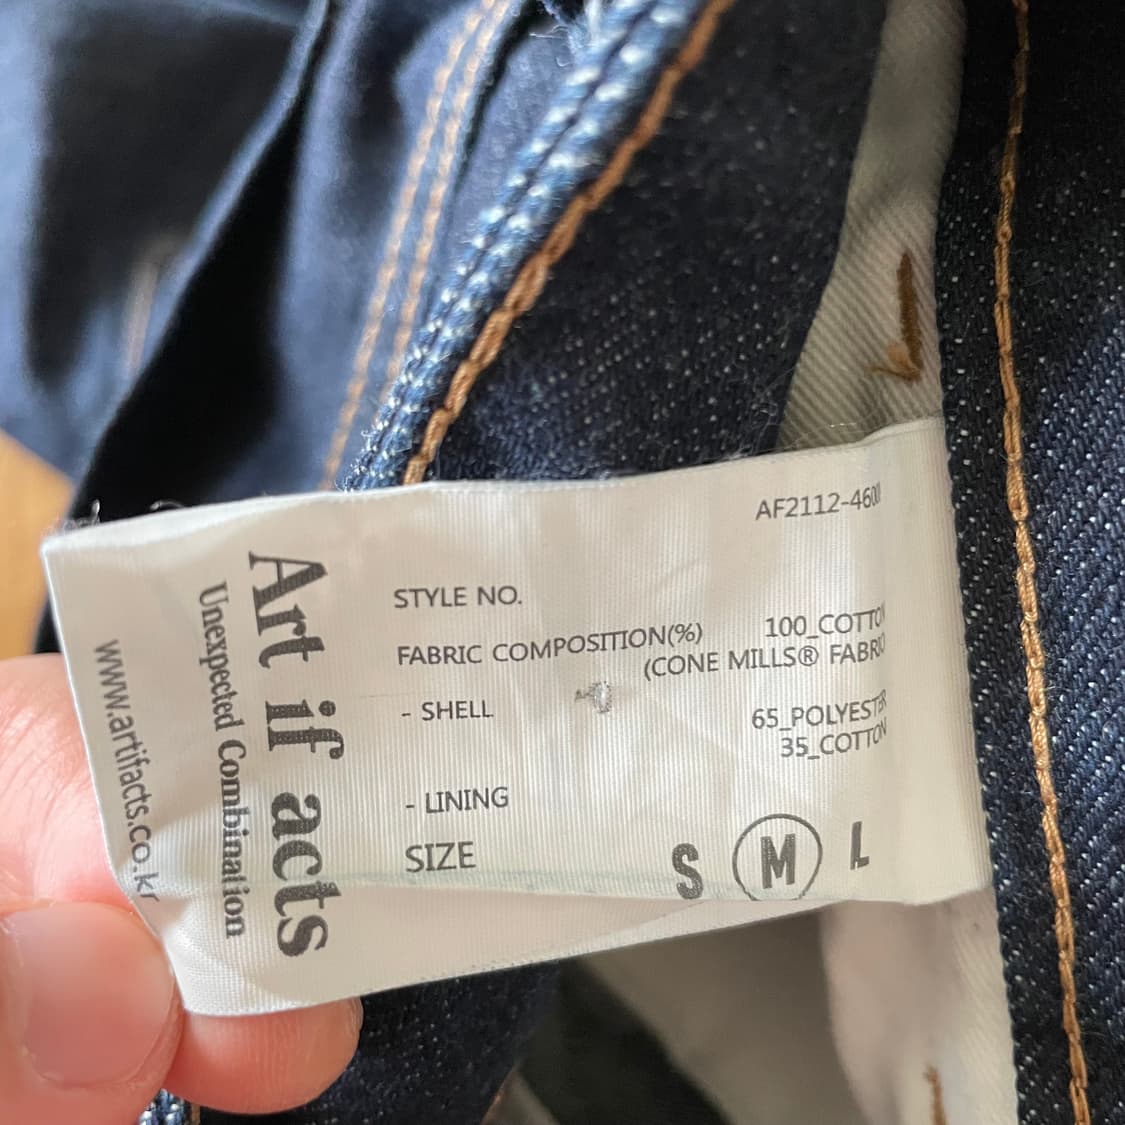 Art if acts
Unexpected Combination
www.artifacts.co.kr
AF2112-460
STYLE NO.
FABRIC COMPOSITION(%)
100_COTTON
(CONE MILLS® FABRIC
- SHELL
65_POLYESTER
35_COTTON
- LINING
SIZE S M L